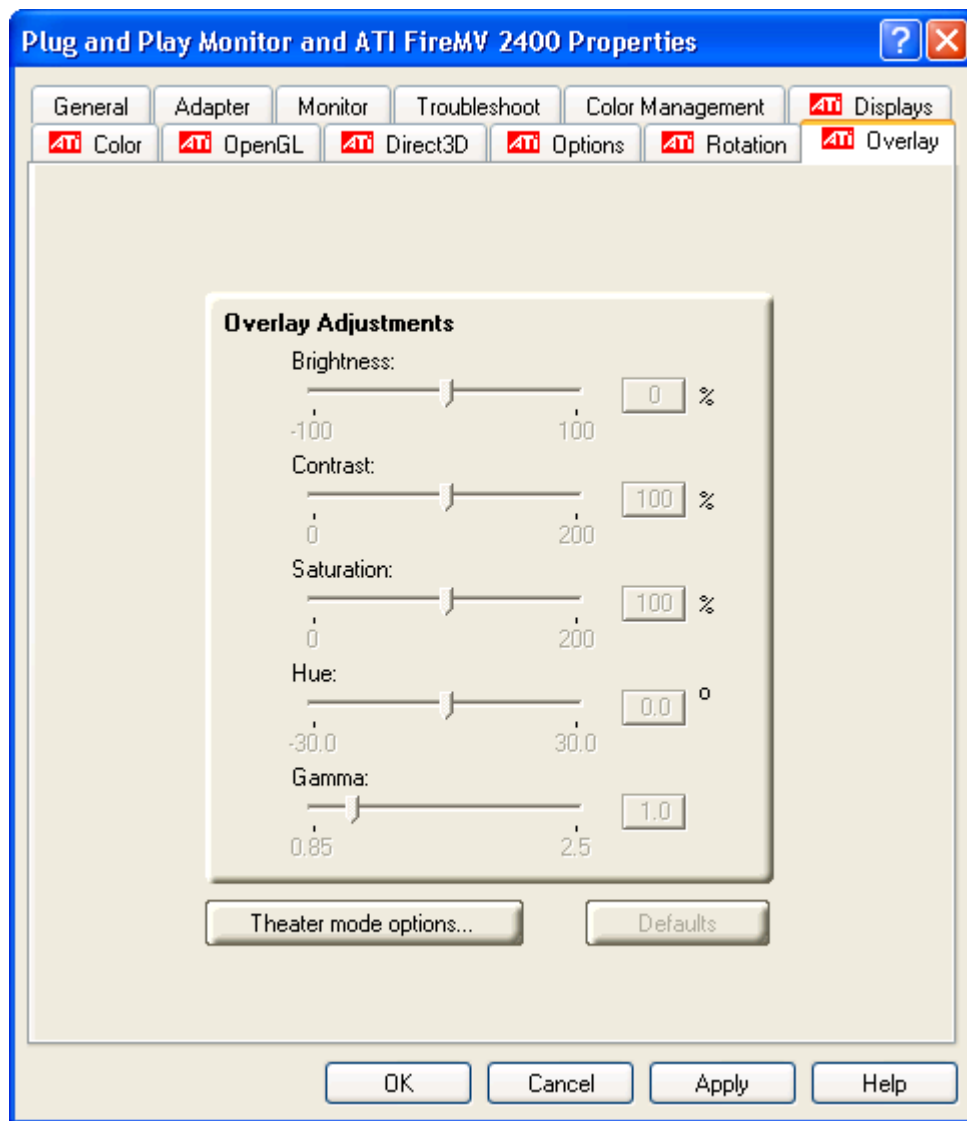 Plug and Play Monitor and ATI FireMV 2400 Properties ?
General Adapter Monitor Troubleshoot Color Management ATi Displays
ATi Color ATi OpenGL ATi Direct3D ATi Options ATi Rotation ATi Overlay
Overlay Adjustments
Brightness:
0 %
-100 100
Contrast:
100 %
0 200
Saturation:
100 %
0 200
Hue:
0.0 °
-30.0 30.0
Gamma:
1.0
0.85 2.5
Theater mode options... Defaults
OK Cancel Apply Help